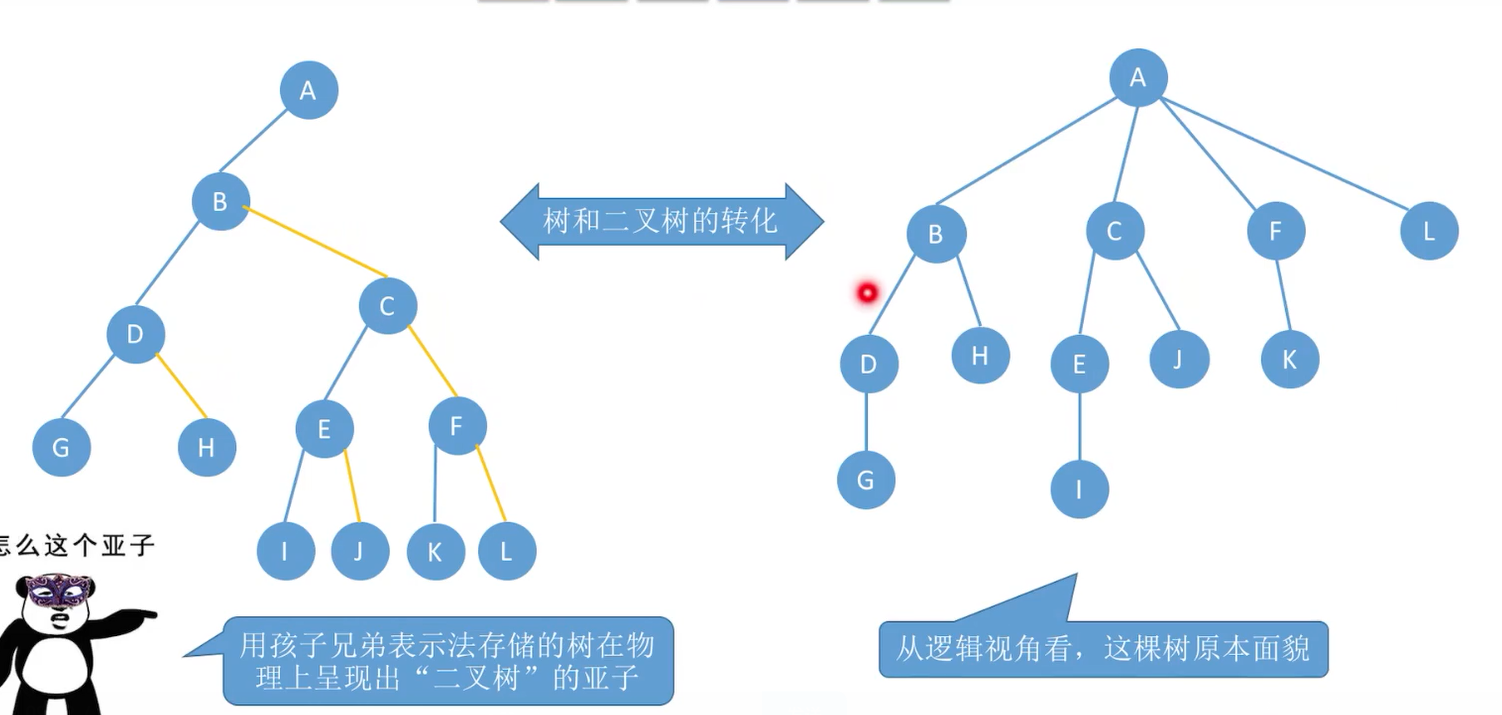 A
B
C
D
E
F
G
H
I
J
K
L
树和二叉树的转化
A
B
C
F
L
D
H
E
J
K
G
I
怎么这个亚子
用孩子兄弟表示法存储的树在物
理上呈现出“二叉树”的亚子
从逻辑视角看，这棵树原本面貌